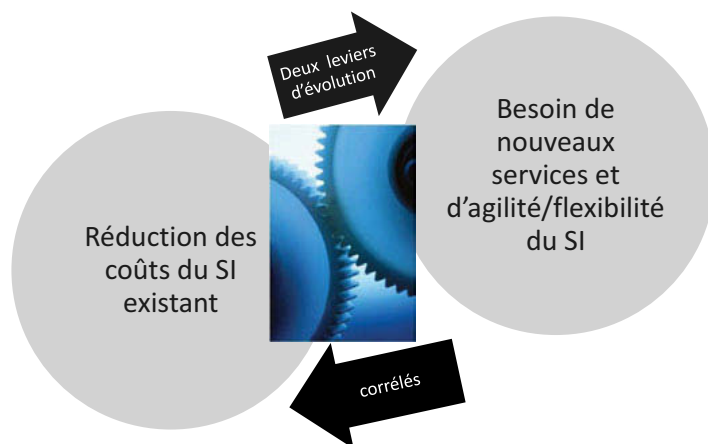 Deux leviers
d'évolution
Besoin de
nouveaux
services et
d'agilité/flexibilité
du SI
Réduction des
coûts du SI
existant
corrélés